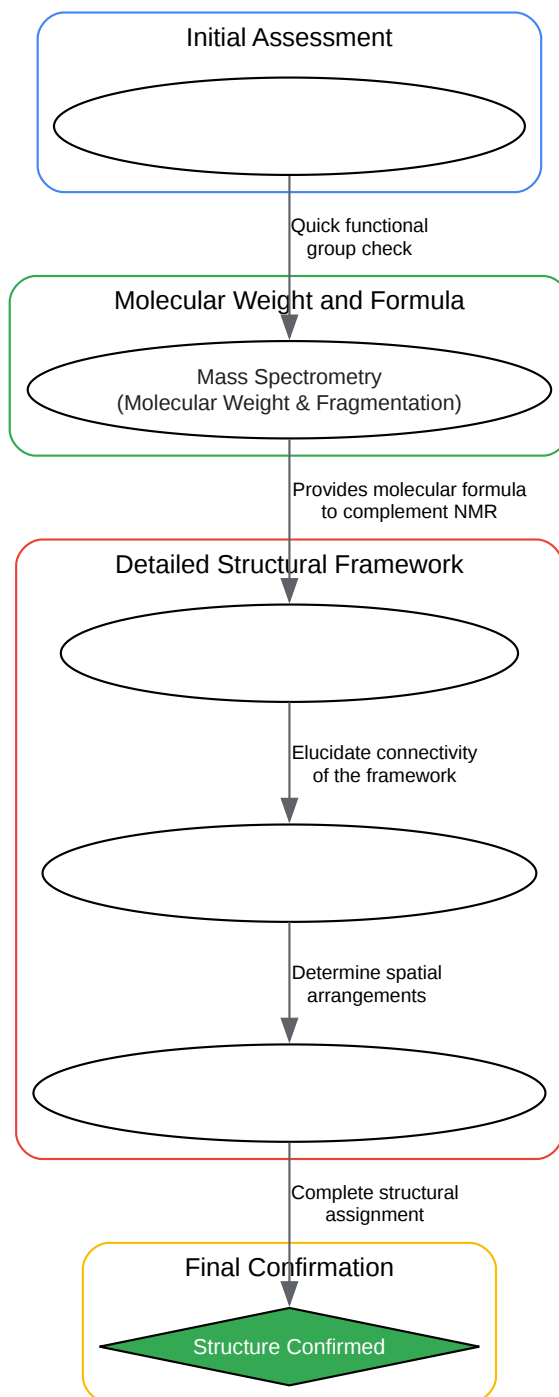 Initial Assessment
Quick functional
group check
Molecular Weight and Formula
Mass Spectrometry
(Molecular Weight & Fragmentation)
Provides molecular formula
to complement NMR
Detailed Structural Framework
Elucidate connectivity
of the framework
Determine spatial
arrangements
Complete structural
assignment
Final Confirmation
Structure Confirmed